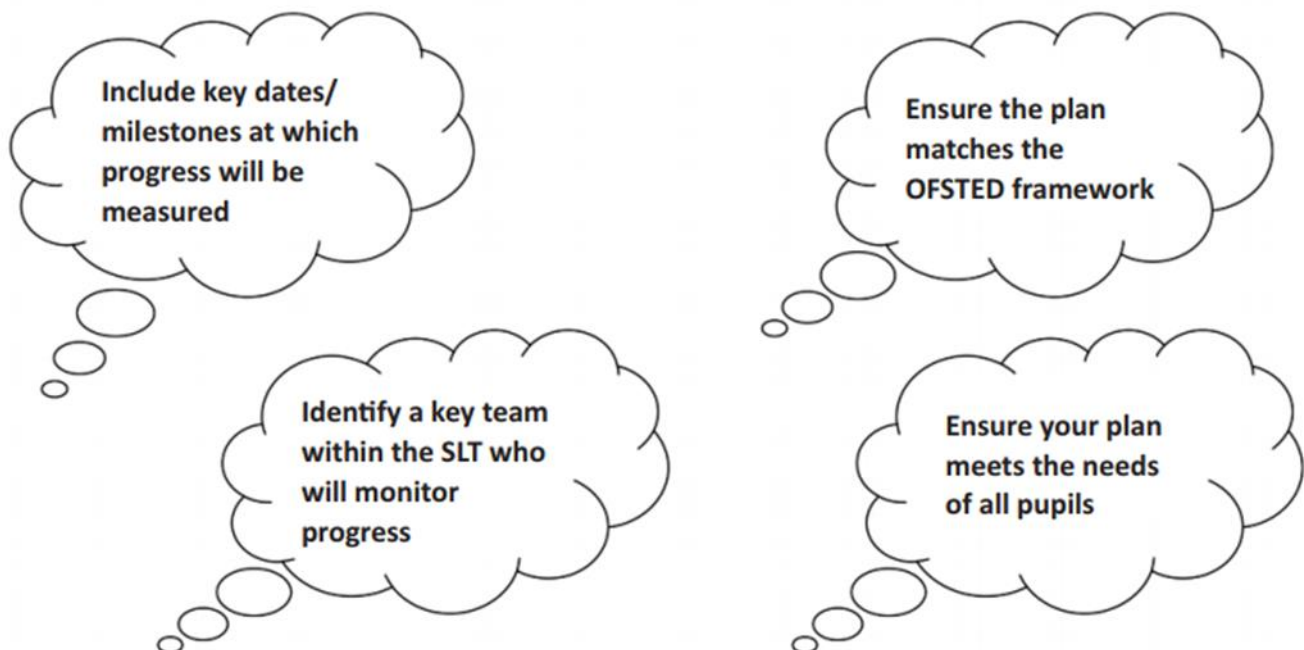 Include key dates/
milestones at which
progress will be
measured
Ensure the plan
matches the
OFSTED framework
Identify a key team
within the SLT who
will monitor
progress
Ensure your plan
meets the needs
of all pupils